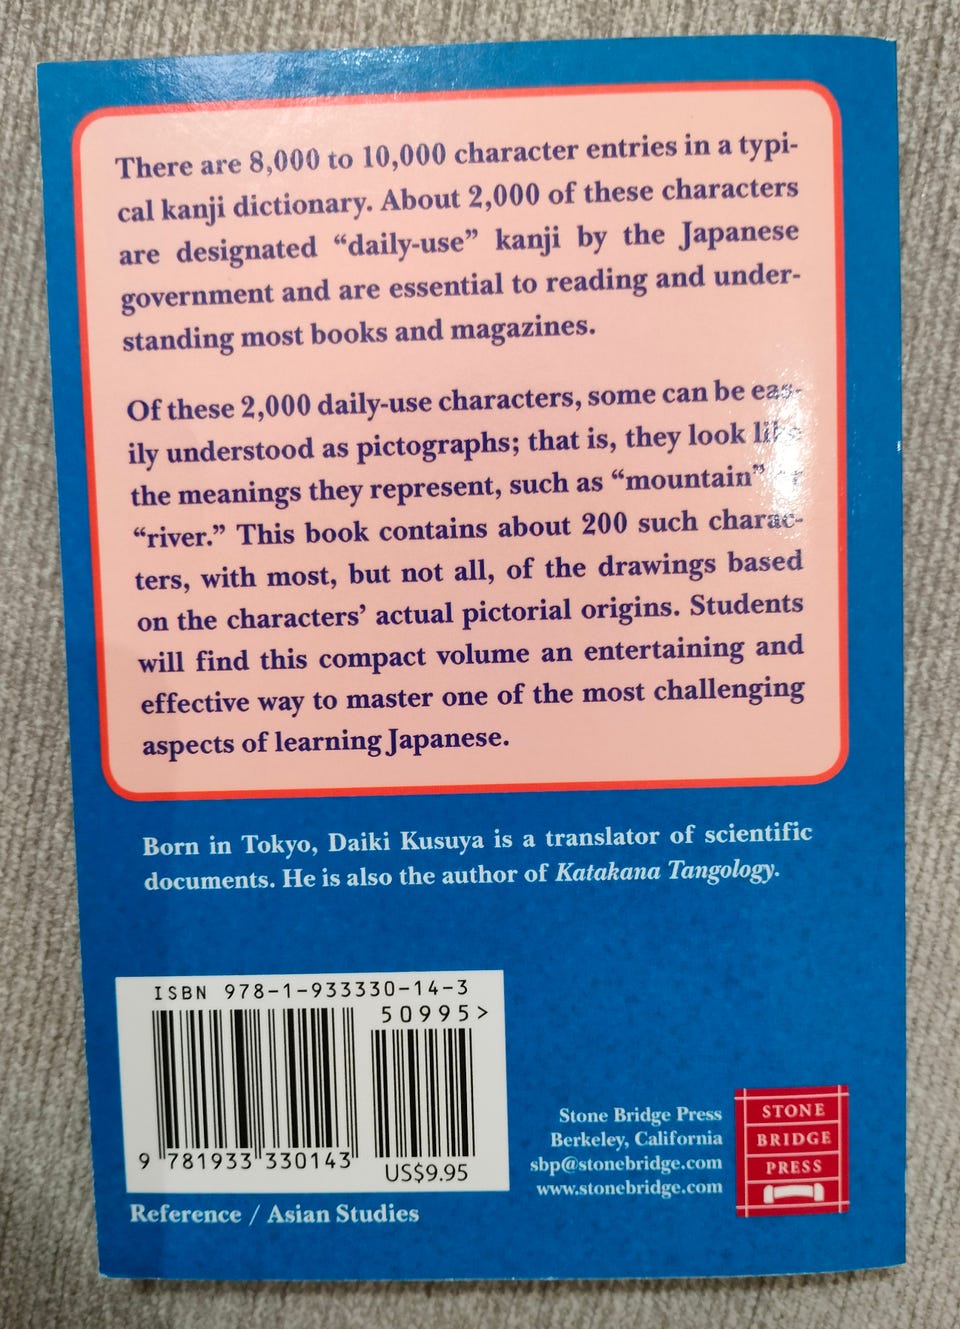 There are 8,000 to 10,000 character entries in a typi-
cal kanji dictionary. About 2,000 of these characters
are designated “daily-use” kanji by the Japanese
government and are essential to reading and under-
standing most books and magazines.
Of these 2,000 daily-use characters, some can be eas-
ily understood as pictographs; that is, they look like
the meanings they represent, such as “mountain”
“river.” This book contains about 200 such charac-
ters, with most, but not all, of the drawings based
on the characters’ actual pictorial origins. Students
will find this compact volume an entertaining and
effective way to master one of the most challenging
aspects of learning Japanese.
Born in Tokyo, Daiki Kusuya is a translator of scientific
documents. He is also the author of Katakana Tangology.
ISBN 978-1-933330-14-3
50995>
9 781933 330143
US$9.95
Reference / Asian Studies
Stone Bridge Press
Berkeley, California
sbp@stonebridge.com
www.stonebridge.com
STONE
BRIDGE
PRESS